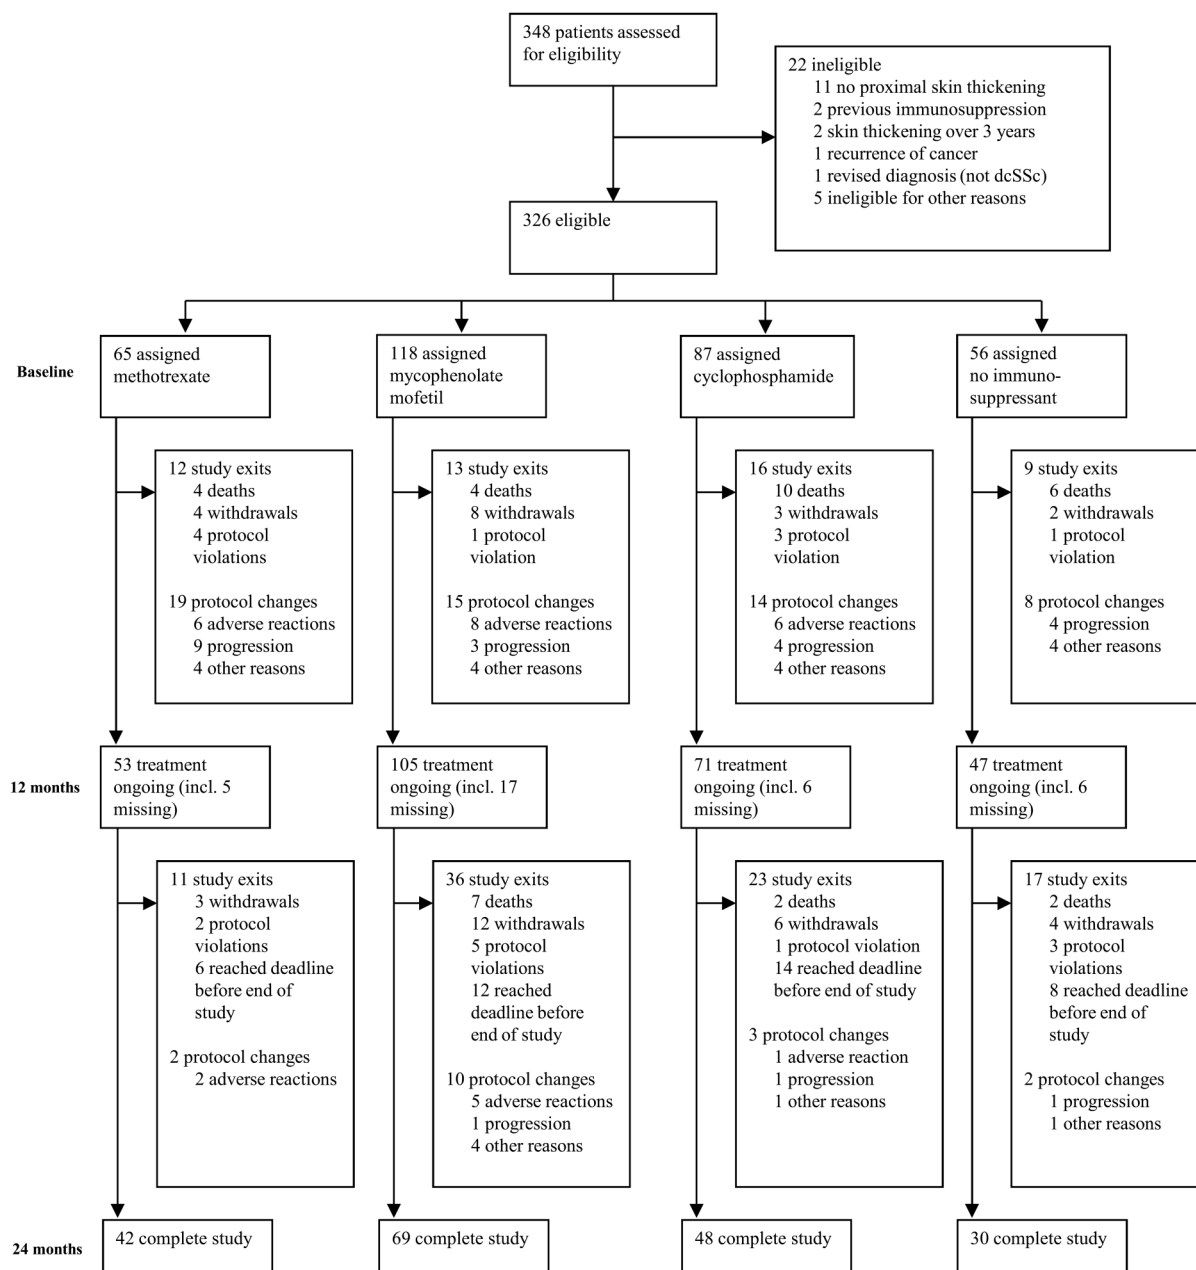 348 patients assessed
for eligibility
22 ineligible
11 no proximal skin thickening
2 previous immunosuppression
2 skin thickening over 3 years
1 recurrence of cancer
1 revised diagnosis (not dcSSc)
5 ineligible for other reasons
326 eligible
Baseline
65 assigned
methotrexate
118 assigned
mycophenolate
mofetil
87 assigned
cyclophosphamide
56 assigned
no immuno-
suppressant
12 study exits
4 deaths
4 withdrawals
4 protocol
violations
19 protocol changes
6 adverse reactions
9 progression
4 other reasons
13 study exits
4 deaths
8 withdrawals
1 protocol
violation
15 protocol changes
8 adverse reactions
3 progression
4 other reasons
16 study exits
10 deaths
3 withdrawals
3 protocol
violation
14 protocol changes
6 adverse reactions
4 progression
4 other reasons
9 study exits
6 deaths
2 withdrawals
1 protocol
violation
8 protocol changes
4 progression
4 other reasons
12 months
53 treatment
ongoing (incl. 5
missing)
105 treatment
ongoing (incl. 17
missing)
71 treatment
ongoing (incl. 6
missing)
47 treatment
ongoing (incl. 6
missing)
11 study exits
3 withdrawals
2 protocol
violations
6 reached deadline
before end of
study
2 protocol changes
2 adverse reactions
36 study exits
7 deaths
12 withdrawals
5 protocol
violations
12 reached
deadline before
end of study
10 protocol changes
5 adverse reactions
1 progression
4 other reasons
23 study exits
2 deaths
6 withdrawals
1 protocol violation
14 reached deadline
before end of study
3 protocol changes
1 adverse reaction
1 progression
1 other reasons
17 study exits
2 deaths
4 withdrawals
3 protocol
violations
8 reached deadline
before end of
study
2 protocol changes
1 progression
1 other reasons
24 months
42 complete study
69 complete study
48 complete study
30 complete study